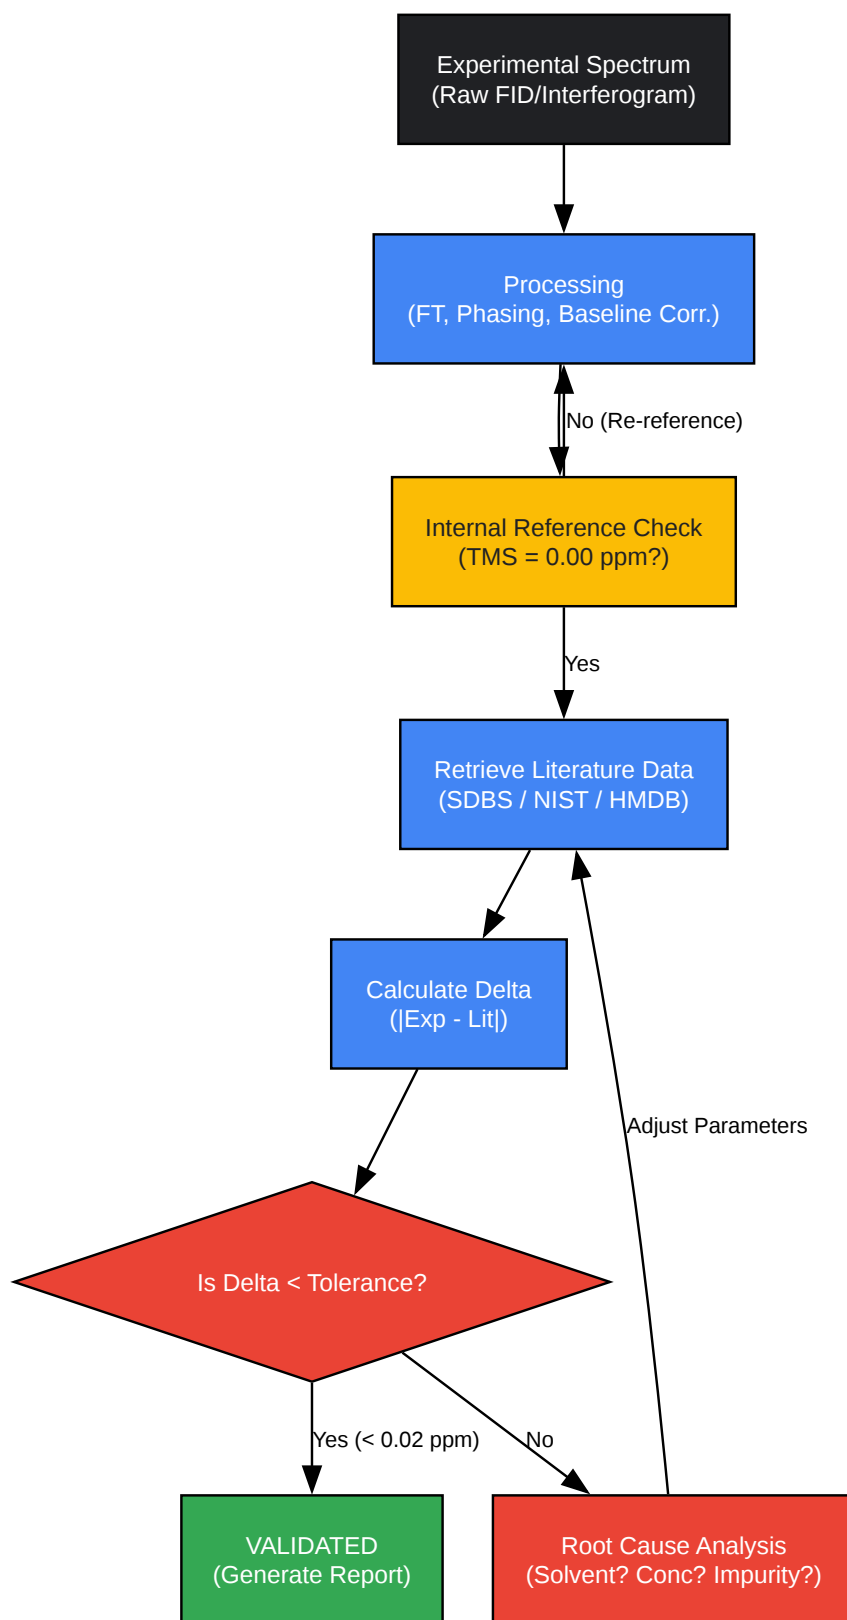 Experimental Spectrum
(Raw FID/Interferogram)
Processing
(FT, Phasing, Baseline Corr.)
No (Re-reference)
Internal Reference Check
(TMS = 0.00 ppm?)
Yes
Retrieve Literature Data
(SDBS / NIST / HMDB)
Calculate Delta
(|Exp - Lit|)
Adjust Parameters
Is Delta < Tolerance?
Yes (< 0.02 ppm)
No
VALIDATED
(Generate Report)
Root Cause Analysis
(Solvent? Conc? Impurity?)